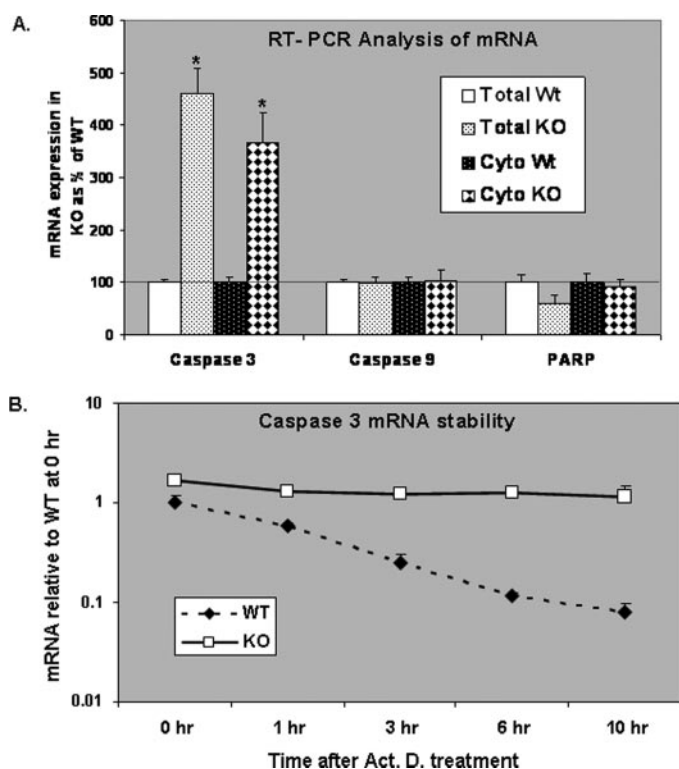 A.
RT- PCR Analysis of mRNA
mRNA expression in
KO as % of WT
600
500
400
300
200
100
0
*
*
Total Wt
Total KO
Cyto Wt
Cyto KO
Caspase 3
Caspase 9
PARP
B.
Caspase 3 mRNA stability
mRNA relative to WT at 0 hr
10
1
0.1
0.01
WT
KO
0 hr
1 hr
3 hr
6 hr
10 hr
Time after Act. D. treatment